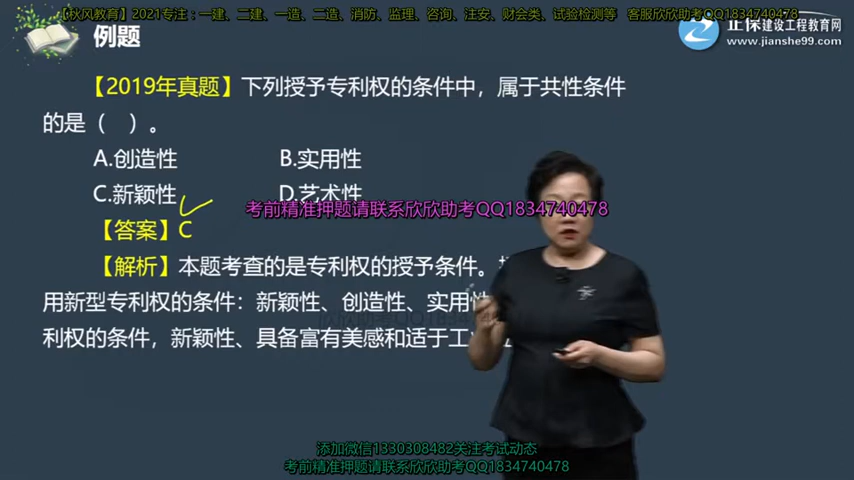 【秋风教育】2021专注：一建、二建、一造、二造、消防、监理、咨询、注安、财会类、试验检测等 客服欣欣助考QQ1834740478
例题
正保建设工程教育网
www.jianshe99.com
【2019年真题】下列授予专利权的条件中，属于共性条件
的是（ ）。
A.创造性 B.实用性
C.新颖性 D.艺术性
考前精准押题请联系欣欣助考QQ1834740478
【答案】C
【解析】本题考查的是专利权的授予条件。
用新型专利权的条件：新颖性、创造性、实用性
利权的条件，新颖性、具备富有美感和适于工
添加微信1330308482关注考试动态
考前精准押题请联系欣欣助考QQ1834740478